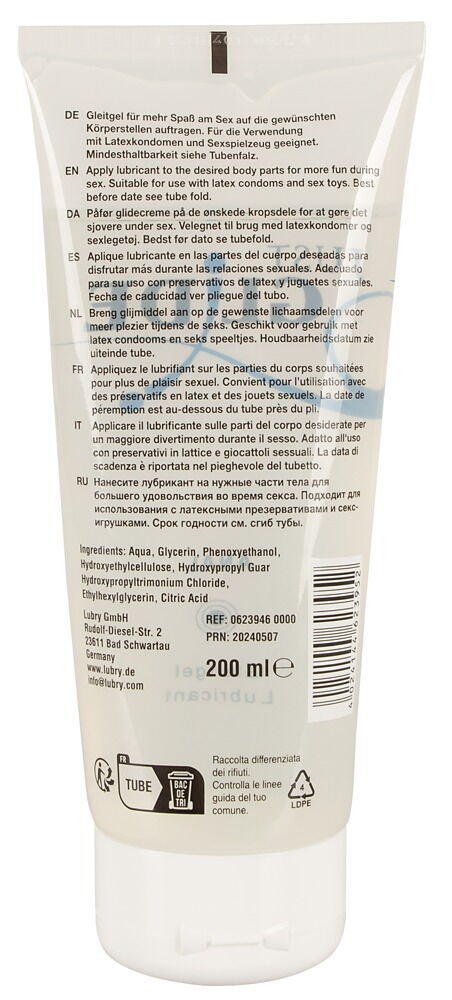 DE Gleitgel für mehr Spaß am Sex auf die gewünschten
Körperstellen auftragen. Für die Verwendung
mit Latexkondomen und Sexspielzeug geeignet.
Mindesthaltbarkeit siehe Tubenfalz.
EN Apply lubricant to the desired body parts for more fun during
sex. Suitable for use with latex condoms and sex toys. Best
before date see tube fold.
DA Påfør glidecreme på de ønskede kropsdele for at gøre det
sjovere under sex. Velegnet til brug med latexkondomer og
sexlegetøj. Bedst før dato se tubefold.
ES Aplique lubricante en las partes del cuerpo deseadas para
disfrutar más durante las relaciones sexuales. Adecuado
para su uso con preservativos de latex y juguetes sexuales.
Fecha de caducidad ver pliegue del tubo.
NL Breng glijmiddel aan op de gewenste lichaamsdelen voor
meer plezier tijdens de seks. Geschikt voor gebruik met
latex condooms en seks speeltjes. Houdbaarheidsdatum zie
uiteinde tube.
FR Appliquez le lubrifiant sur les parties du corps souhaitées
pour plus de plaisir sexuel. Convient pour l'utilisation avec
des préservatifs en latex et des jouets sexuels. La date de
péremption est au-dessous du tube près du pli.
IT Applicare il lubrificante sulle parti del corpo desiderate per
un maggiore divertimento durante il sesso. Adatto all'uso
con preservativi in lattice e giocattoli sessuali. La data di
scadenza è riportata nel pieghevole del tubetto.
RU Нанесите лубрикант на нужные части тела для
большего удовольствия во время секса. Подходит для
использования с латексными презервативами и секс-
игрушками. Срок годности см. сгиб тубы.
Ingredients: Aqua, Glycerin, Phenoxyethanol,
Hydroxyethylcellulose, Hydroxypropyl Guar
Hydroxypropyltrimonium Chloride,
Ethylhexylglycerin, Citric Acid
Lubry GmbH
Rudolf-Diesel-Str. 2
23611 Bad Schwartau
Germany
www.lubry.de
info@lubry.com
REF: 0623946 0000
PRN: 20240507
200 ml e
4024144623952
FR
TUBE
BAC
DE
TRI
Raccolta differenziata
dei rifiuti.
Controlla le linee
guida del tuo
comune.
4
LDPE